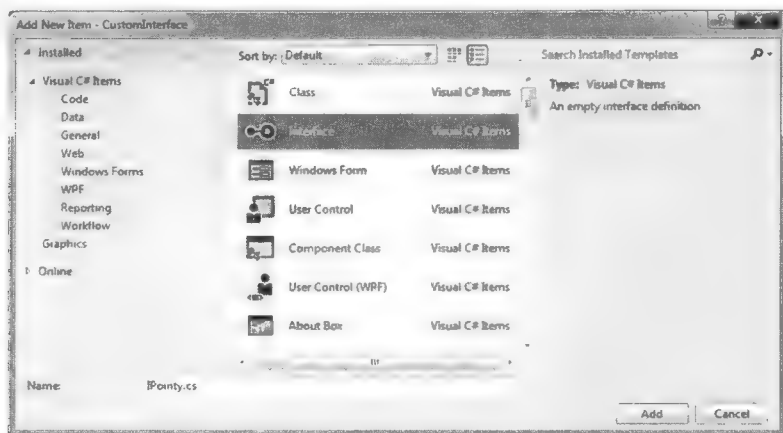 Add New Item - CustomInterface
Installed
Visual C# Items
Code
Data
General
Web
Windows Forms
WPF
Reporting
Workflow
Graphics
Online
Sort by: Default
Class Visual C# Items
Interface Visual C# Items
Windows Form Visual C# Items
User Control Visual C# Items
Component Class Visual C# Items
User Control (WPF) Visual C# Items
About Box Visual C# Items
Search Installed Templates
Type: Visual C# Items
An empty interface definition
Name: IPointy.cs
Add Cancel